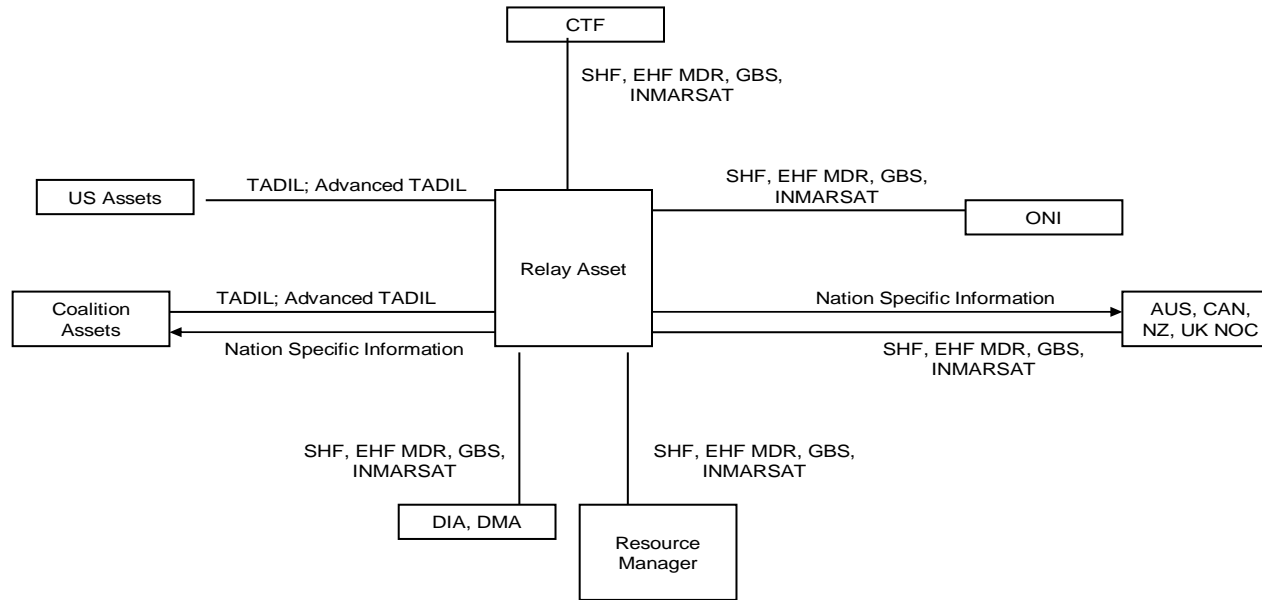 CTF
SHF, EHF MDR, GBS,
INMARSAT
TADIL; Advanced TADIL
US Assets
SHF, EHF MDR, GBS,
INMARSAT
ONI
Relay Asset
Coalition
Assets
TADIL; Advanced TADIL
Nation Specific Information
Nation Specific Information
AUS, CAN,
NZ, UK NOC
SHF, EHF MDR, GBS,
INMARSAT
SHF, EHF MDR, GBS,
INMARSAT
SHF, EHF MDR, GBS,
INMARSAT
DIA, DMA
Resource
Manager